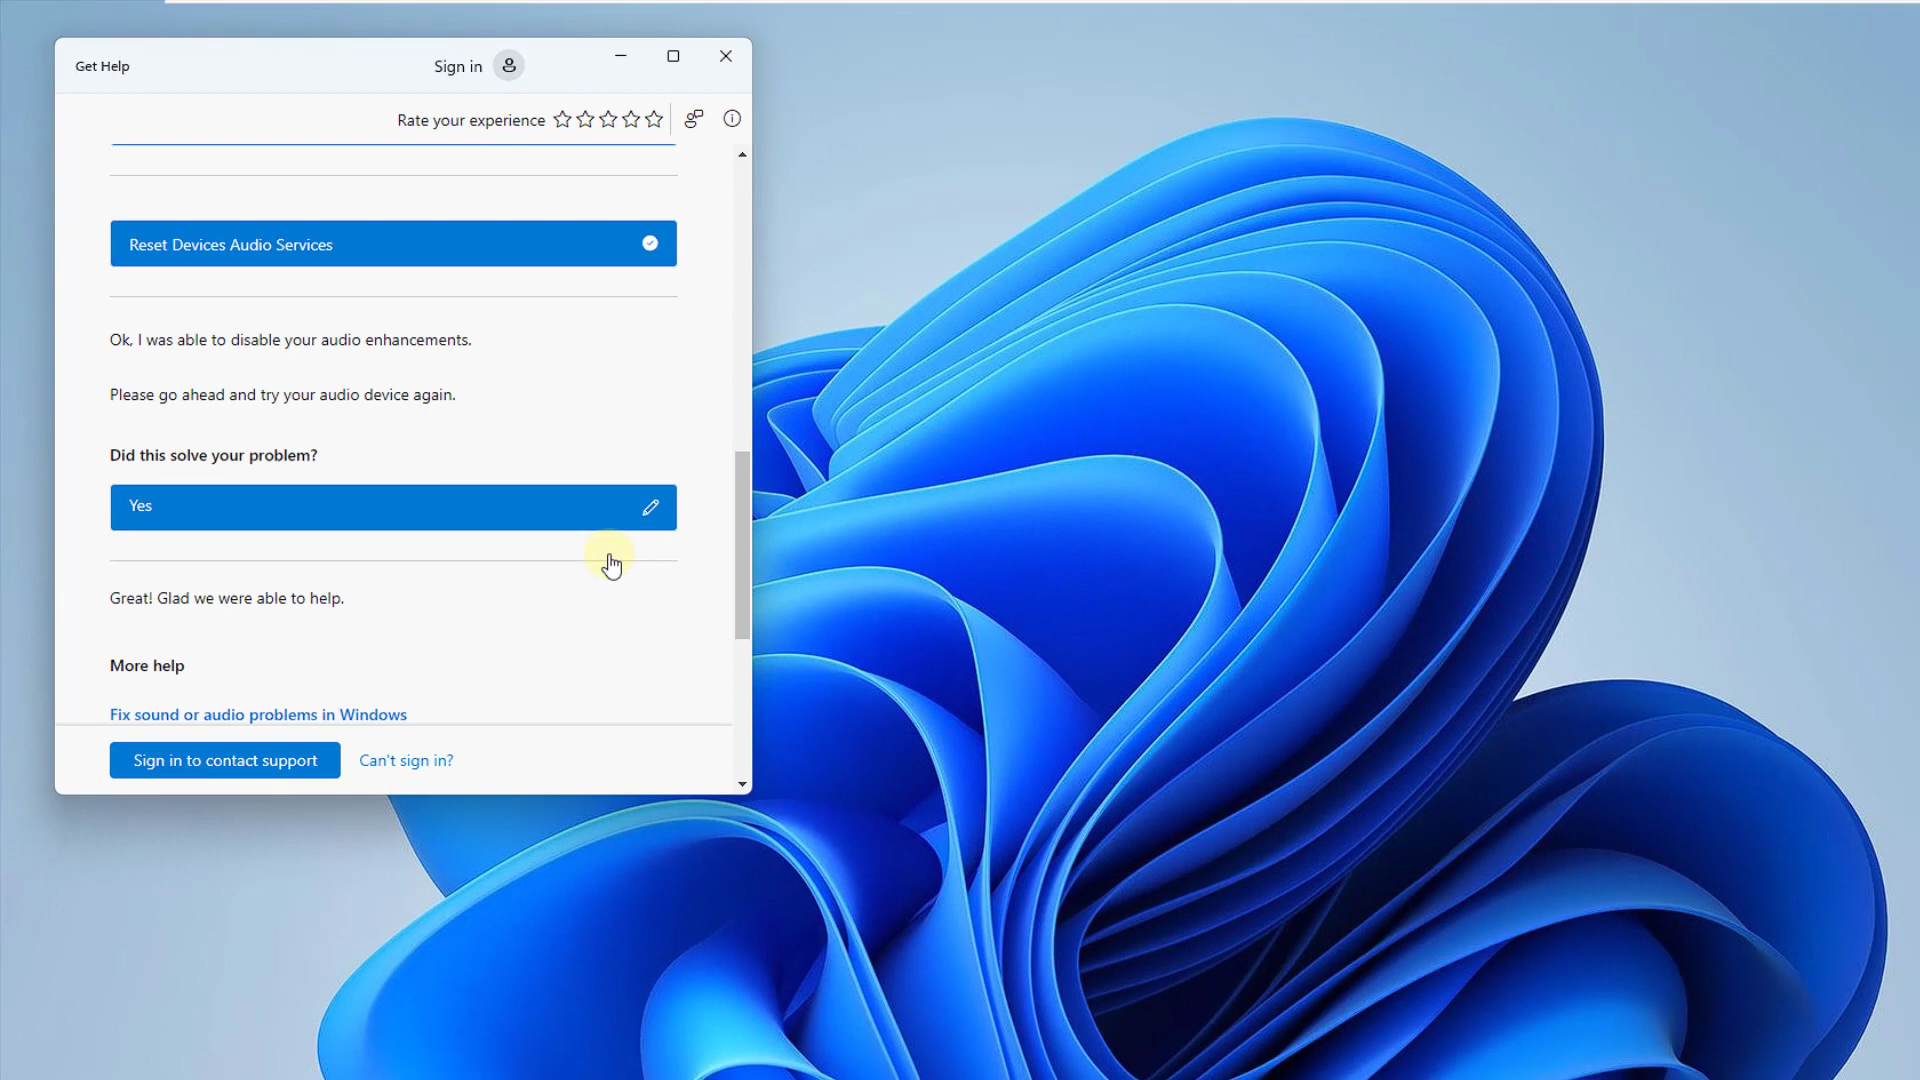 Get Help
Sign in
Rate your experience
Reset Devices Audio Services
Ok, I was able to disable your audio enhancements.
Please go ahead and try your audio device again.
Did this solve your problem?
Yes
Great! Glad we were able to help.
More help
Fix sound or audio problems in Windows
Sign in to contact support
Can't sign in?